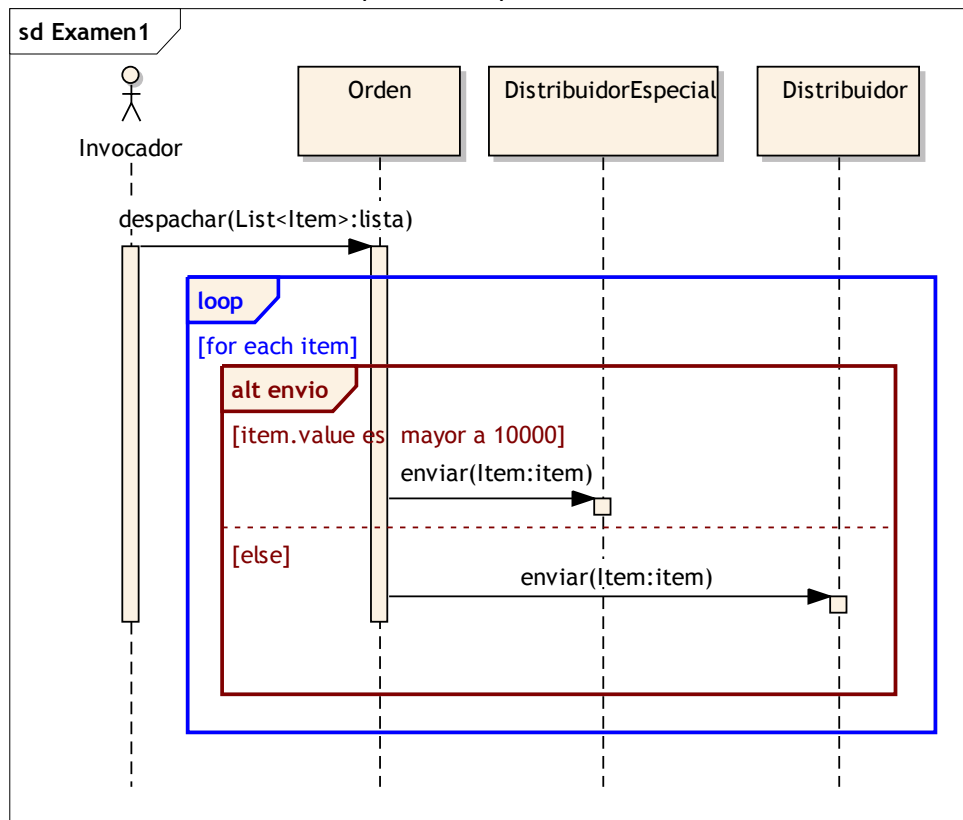 sd Examen1
Invocador
Orden
DistribuidorEspecial
Distribuidor
despachar(List<Item>:lista)
loop
[for each item]
alt envio
[item.value es  mayor a 10000]
enviar(Item:item)
[else]
enviar(Item:item)